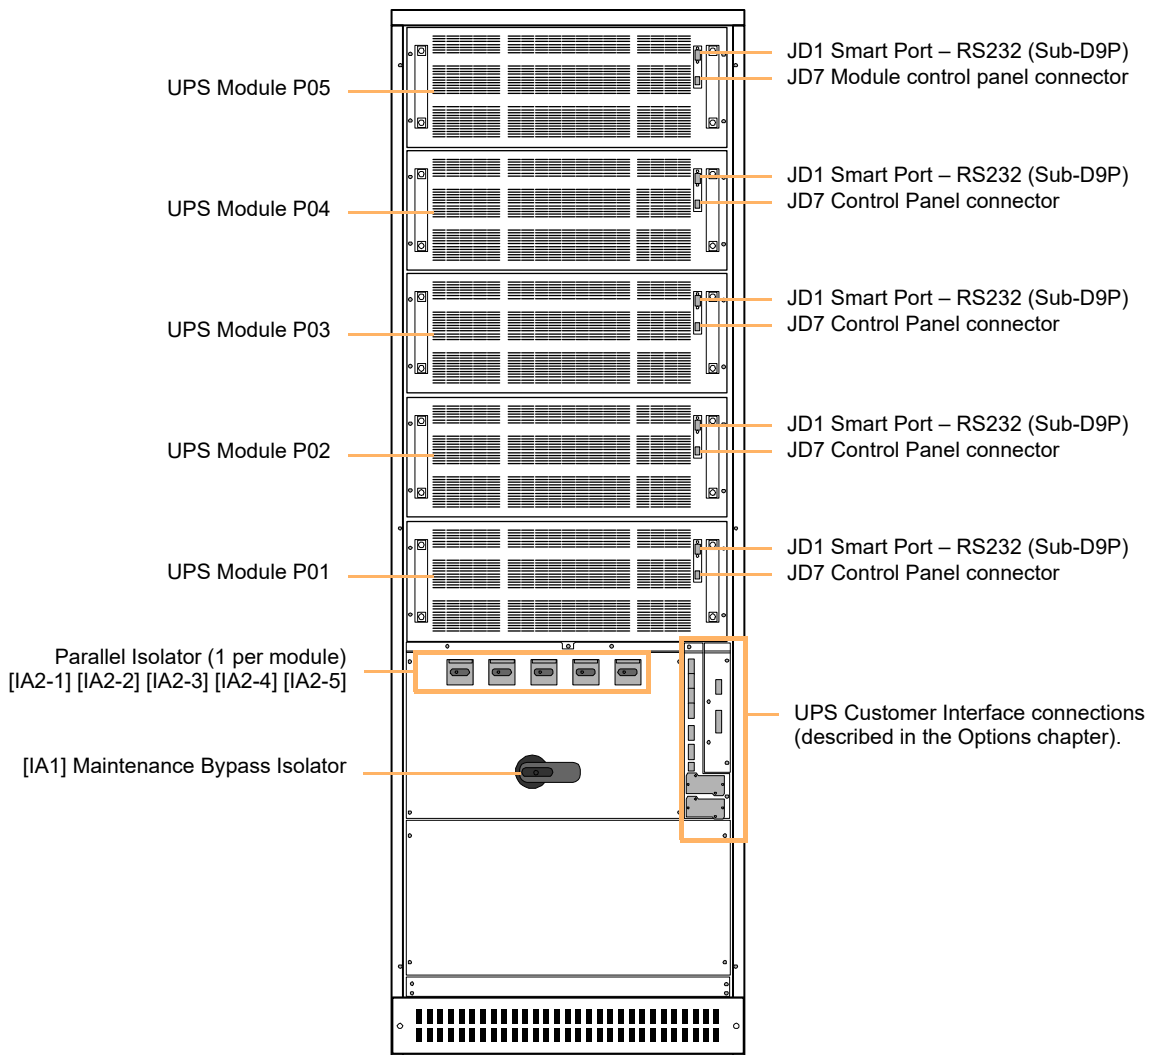 UPS Module P05
JD1 Smart Port – RS232 (Sub-D9P)
JD7 Module control panel connector
UPS Module P04
JD1 Smart Port – RS232 (Sub-D9P)
JD7 Control Panel connector
UPS Module P03
JD1 Smart Port – RS232 (Sub-D9P)
JD7 Control Panel connector
UPS Module P02
JD1 Smart Port – RS232 (Sub-D9P)
JD7 Control Panel connector
UPS Module P01
JD1 Smart Port – RS232 (Sub-D9P)
JD7 Control Panel connector
Parallel Isolator (1 per module)
[IA2-1] [IA2-2] [IA2-3] [IA2-4] [IA2-5]
UPS Customer Interface connections
(described in the Options chapter).
[IA1] Maintenance Bypass Isolator